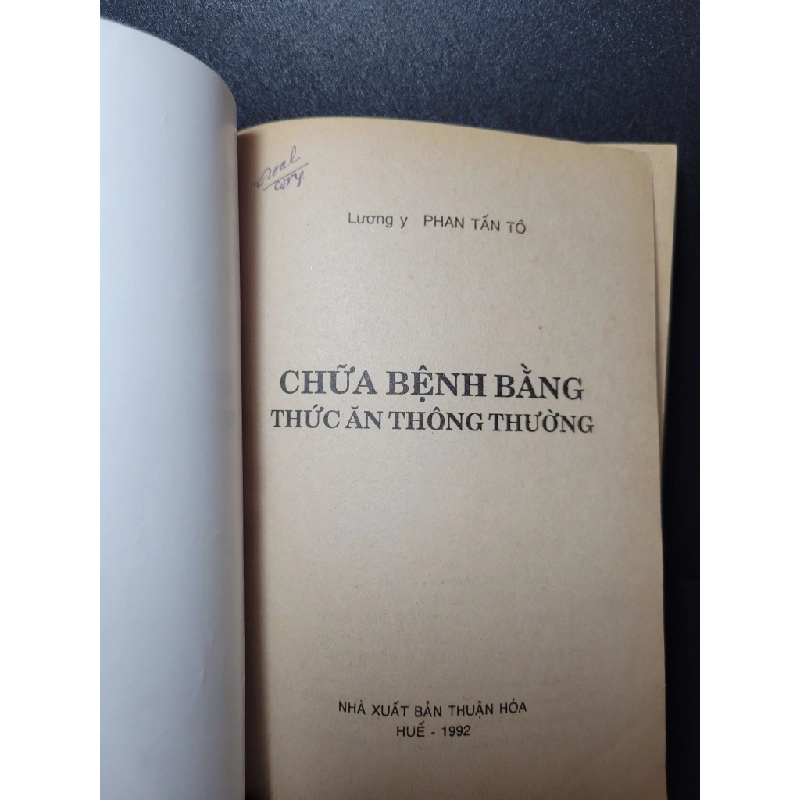 Lương y PHAN TẤN TÔ
CHỮA BỆNH BẰNG
THỨC ĂN THÔNG THƯỜNG
NHÀ XUẤT BẢN THUẬN HÓA
HUẾ - 1992